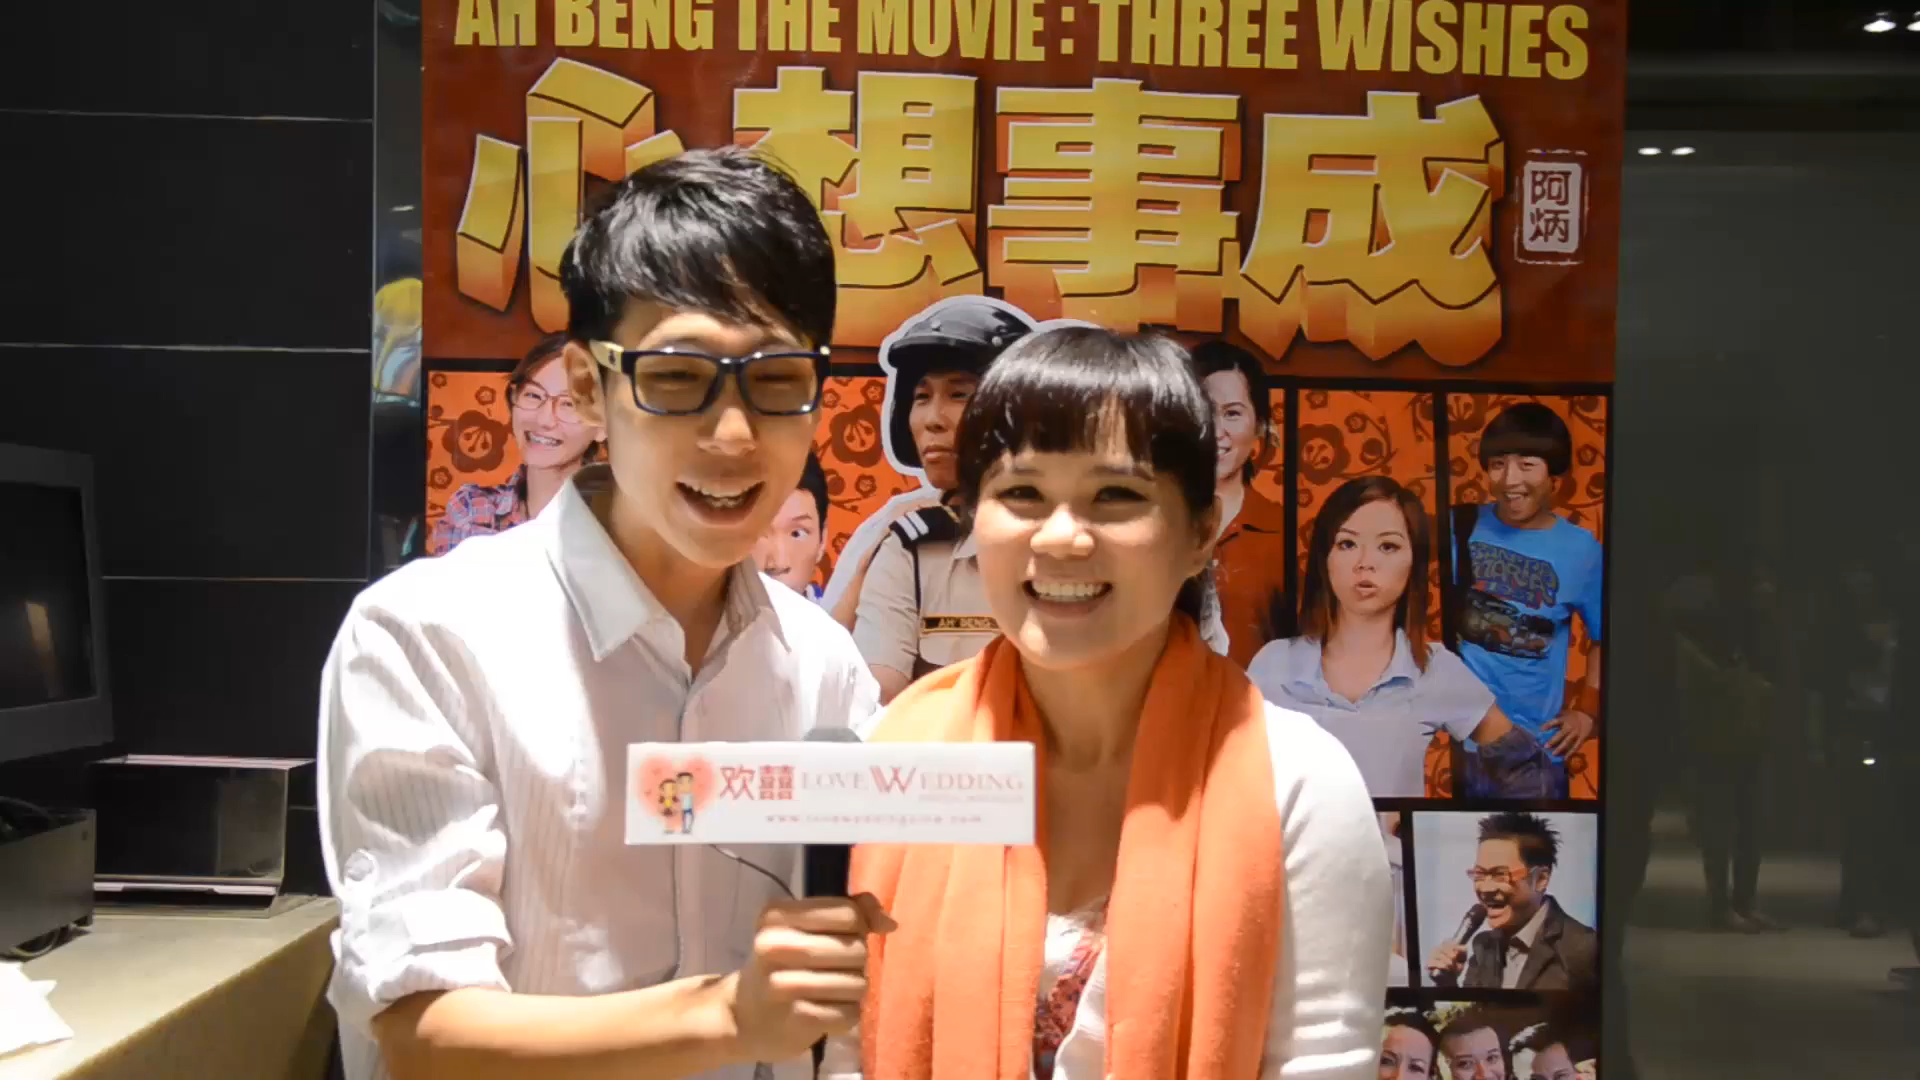 AH BENG THE MOVIE : THREE WISHES
心想事成
阿炳
AH BENG
欢囍 LOVE WEDDING